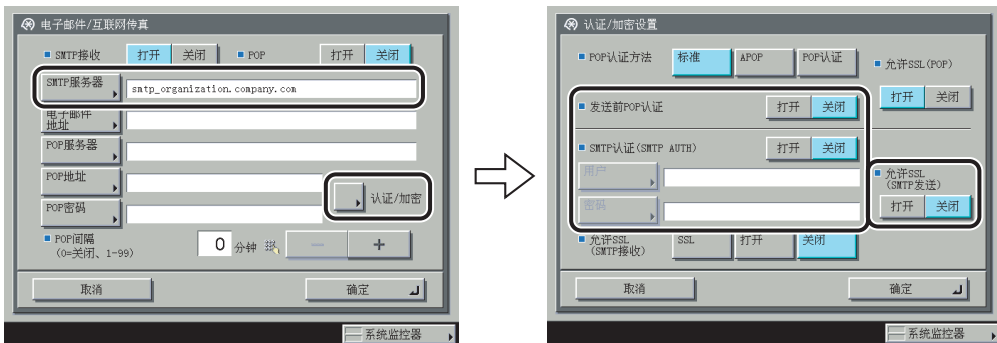 电子邮件/互联网传真
SMTP接收 打开 关闭 POP 打开 关闭
SMTP服务器 smtp_organization.company.com
电子邮件
地址
POP服务器
POP地址
POP密码
认证/加密
POP间隔
(0=关闭、1-99)
0 分钟 − +
取消 确定
系统监控器
认证/加密设置
POP认证方法 标准 APOP POP认证
允许SSL(POP)
打开 关闭
发送前POP认证 打开 关闭
SMTP认证(SMTP AUTH) 打开 关闭
用户
密码
允许SSL
(SMTP发送)
打开 关闭
允许SSL
(SMTP接收)
SSL 打开 关闭
取消 确定
系统监控器